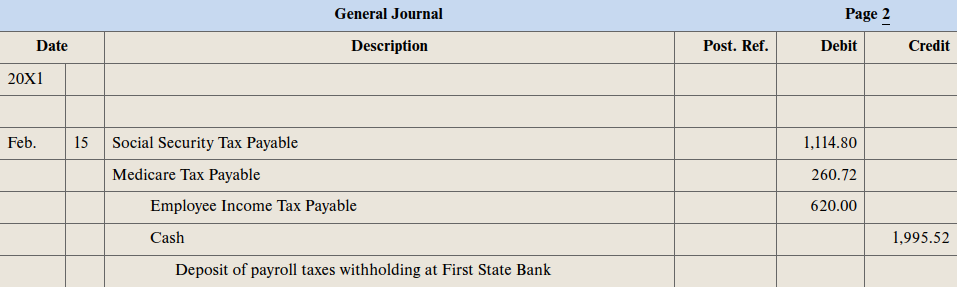 General Journal Page 2
Date Description Post. Ref. Debit Credit
20X1
Feb. 15 Social Security Tax Payable 1,114.80
Medicare Tax Payable 260.72
Employee Income Tax Payable 620.00
Cash 1,995.52
Deposit of payroll taxes withholding at First State Bank